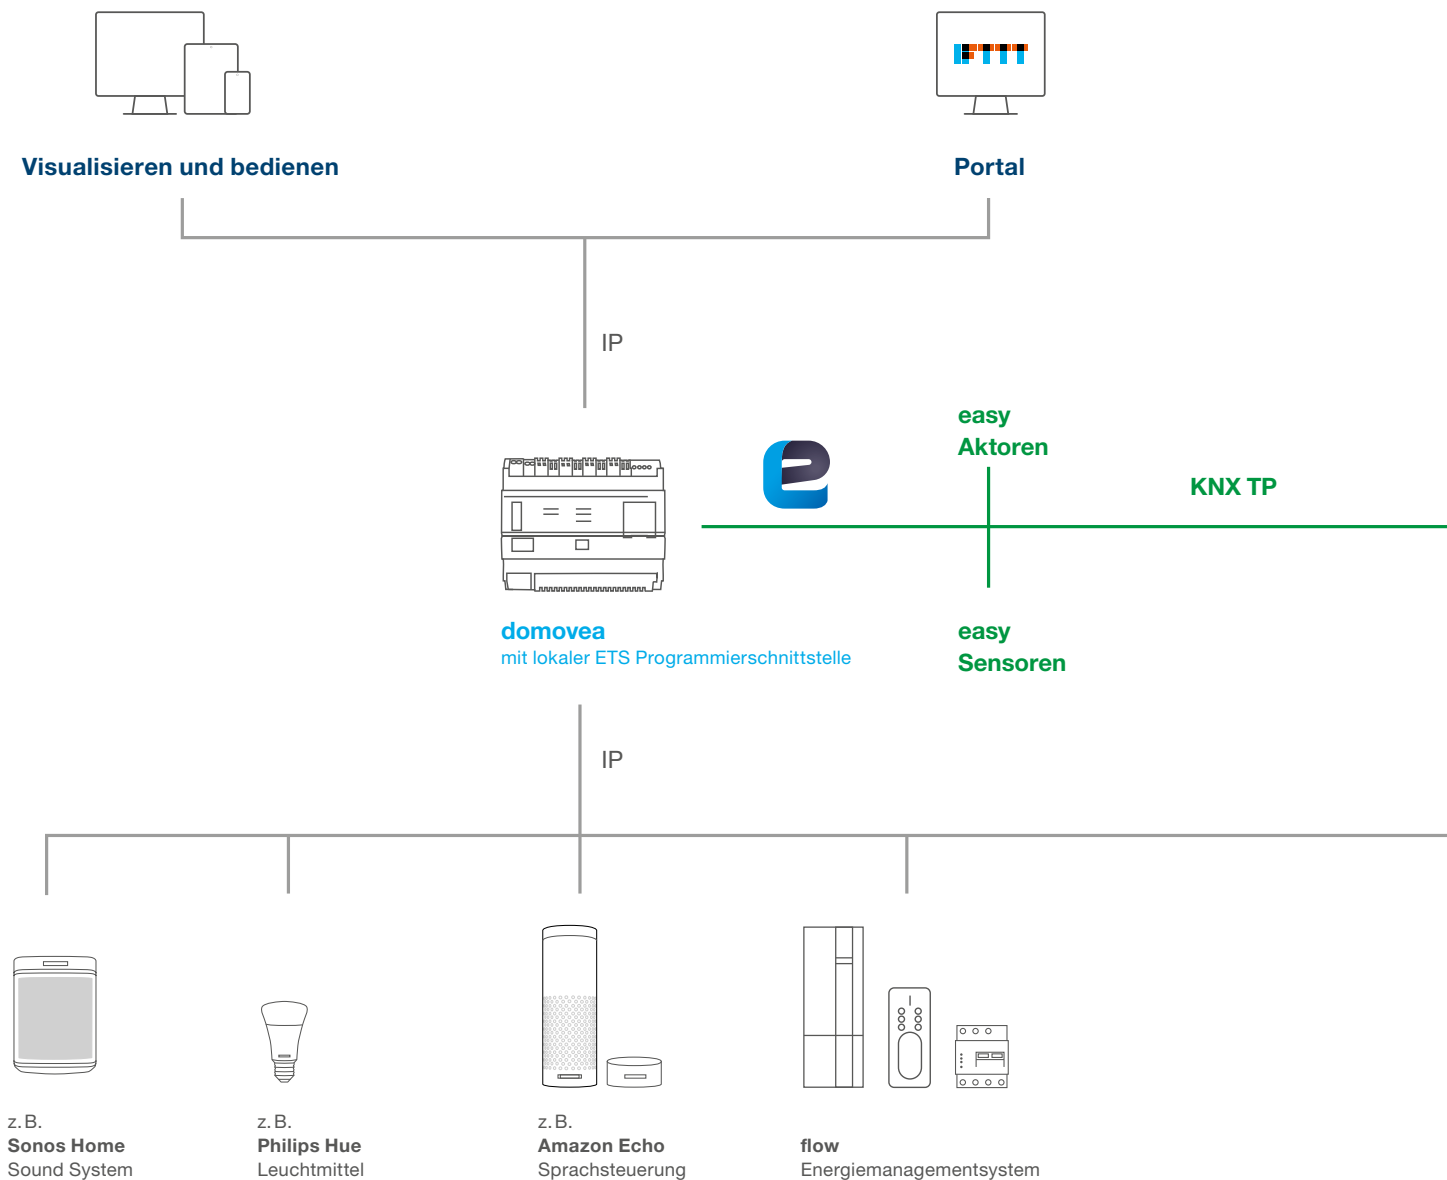 IFTTT
Visualisieren und bedienen
Portal
IP
easy
Aktoren
KNX TP
domovea
mit lokaler ETS Programmierschnittstelle
easy
Sensoren
IP
z. B.
Sonos Home
Sound System
z. B.
Philips Hue
Leuchtmittel
z. B.
Amazon Echo
Sprachsteuerung
flow
Energiemanagementsystem